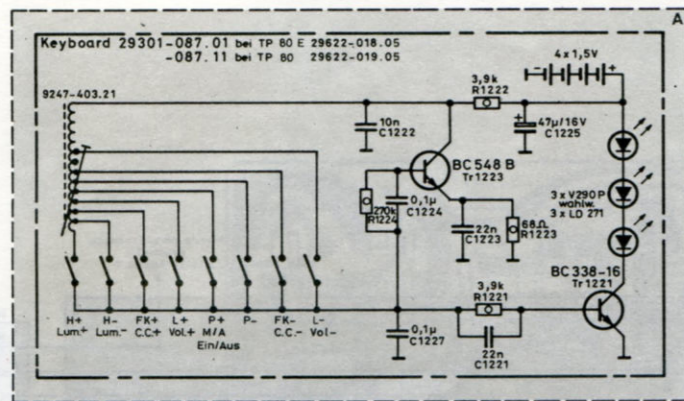 A
Keyboard 29301-087.01 bei TP 80 E 29622-018.05
-087.11 bei TP 80 29622-019.05
4 x 1,5V
- +
9247-403.21
3,9k
R1222
10n
C1222
+
47µ/16V
C1225
BC 548 B
Tr1223
270k
R1224
0,1µ
C1224
22n
C1223
68Ω
R1223
3 x V290 P
wahlw.
3 x LD 271
BC 338-16
Tr1221
3,9k
R1221
22n
C1221
0,1µ
C1227
H+ H- FK+ L+ P+ P- FK- L-
Lum.+ Lum.- C.C.+ Vol.+ M/A C.C.- Vol-
Ein/Aus